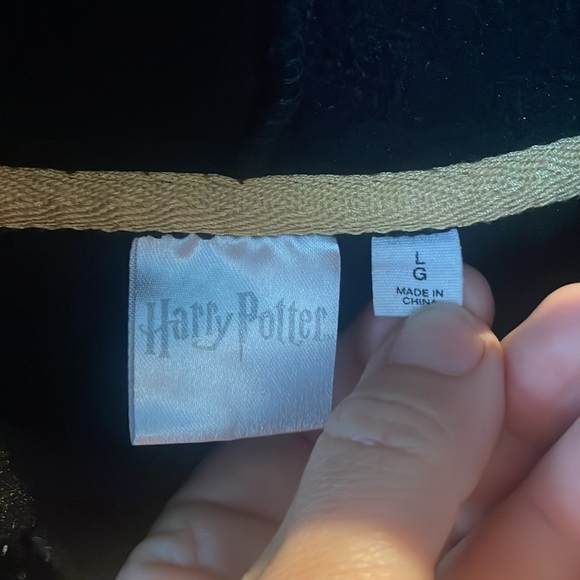 Harry Potter
L
G
MADE IN
CHINA